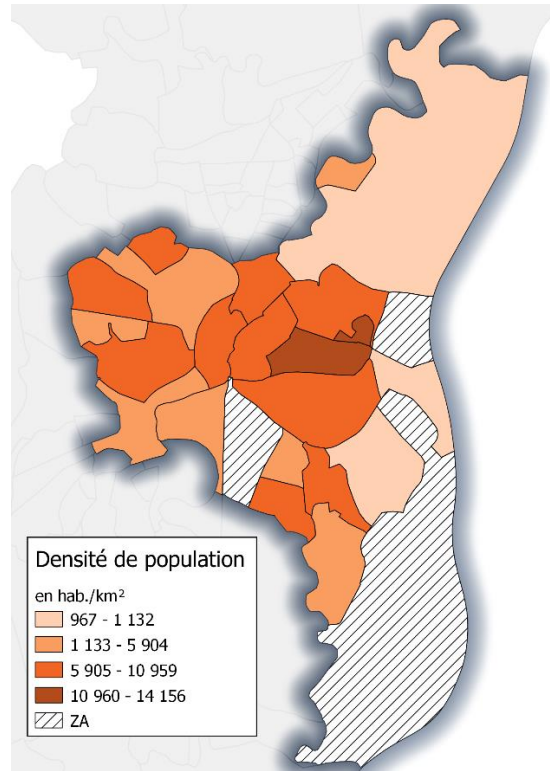 Densité de population
en hab./km²
967 - 1 132
1 133 - 5 904
5 905 - 10 959
10 960 - 14 156
ZA